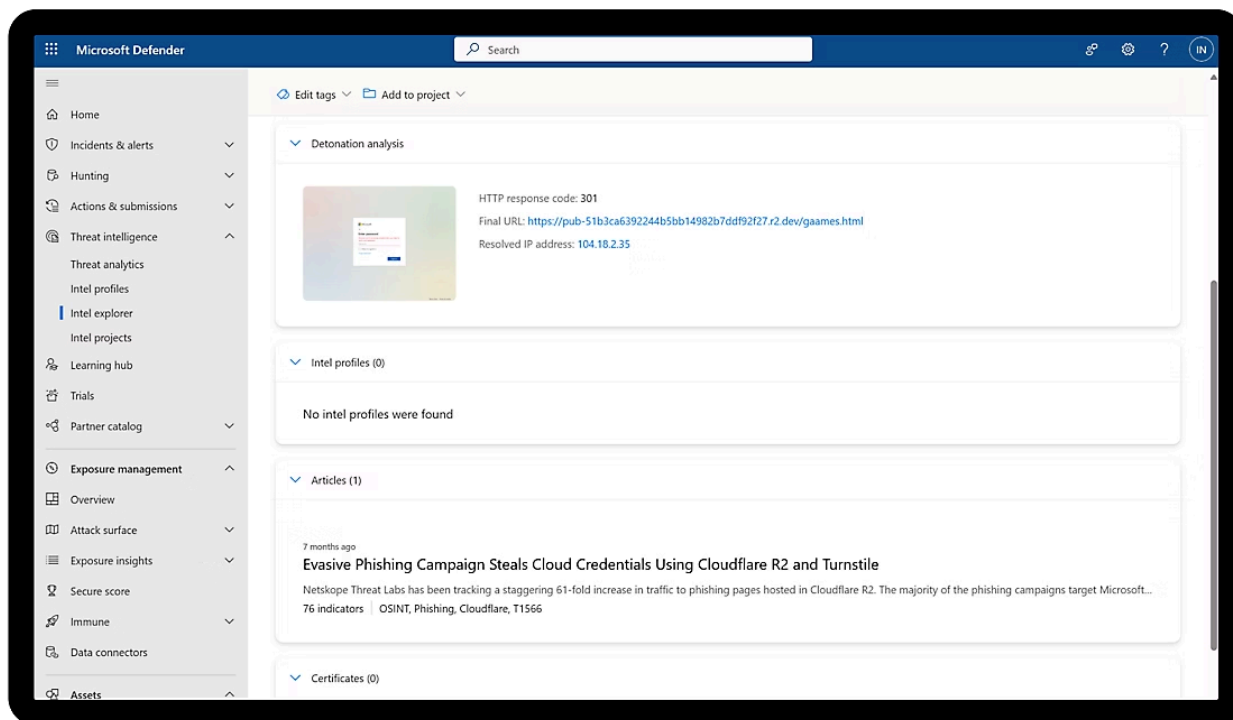 Microsoft Defender
Search
IN
Edit tags
Add to project
Home
Incidents & alerts
Hunting
Actions & submissions
Threat intelligence
Threat analytics
Intel profiles
Intel explorer
Intel projects
Learning hub
Trials
Partner catalog
Exposure management
Overview
Attack surface
Exposure insights
Secure score
Immune
Data connectors
Assets
Detonation analysis
HTTP response code: 301
Final URL: https://pub-51b3ca6392244b5bb14982b7ddf92f27.r2.dev/gaames.html
Resolved IP address: 104.18.2.35
Intel profiles (0)
No intel profiles were found
Articles (1)
7 months ago
Evasive Phishing Campaign Steals Cloud Credentials Using Cloudflare R2 and Turnstile
Netskope Threat Labs has been tracking a staggering 61-fold increase in traffic to phishing pages hosted in Cloudflare R2. The majority of the phishing campaigns target Microsoft...
76 indicators | OSINT, Phishing, Cloudflare, T1566
Certificates (0)